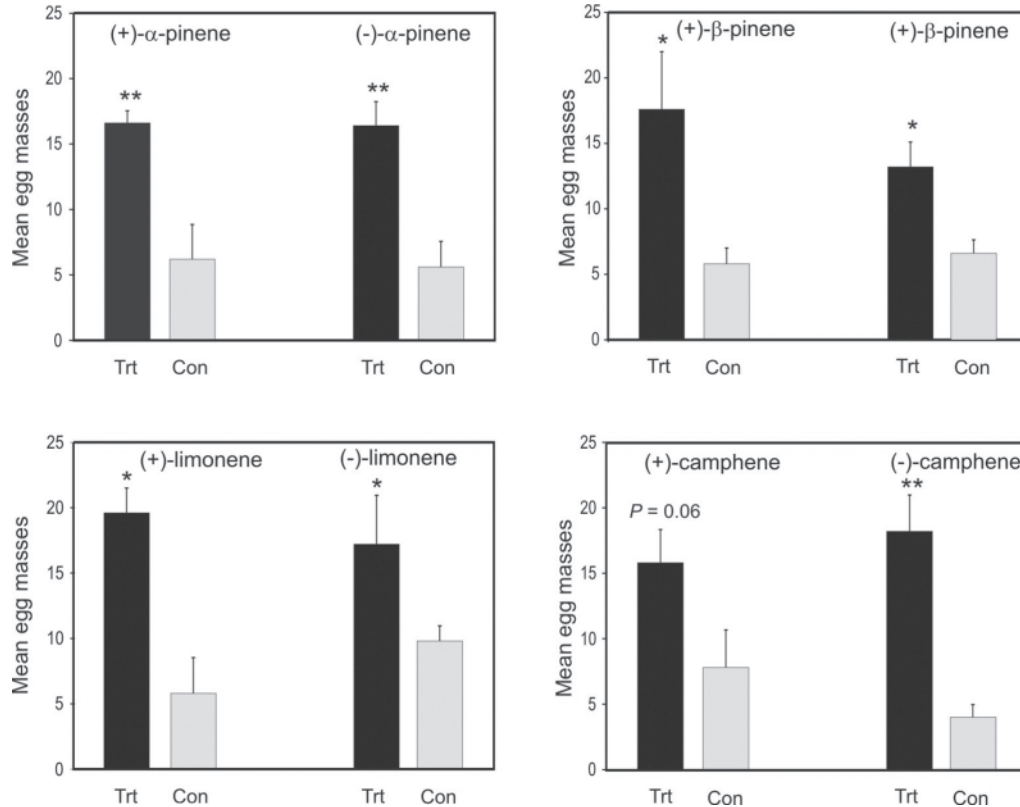 (+)-α-pinene (-)-α-pinene
25
20
15
10
5
0
Mean egg masses
** **
Trt Con Trt Con
(+)-β-pinene (+)-β-pinene
25
20
15
10
5
0
Mean egg masses
* *
Trt Con Trt Con
(+)-limonene (-)-limonene
25
20
15
10
5
0
Mean egg masses
* *
Trt Con Trt Con
(+)-camphene (-)-camphene
25
20
15
10
5
0
Mean egg masses
P = 0.06 **
Trt Con Trt Con